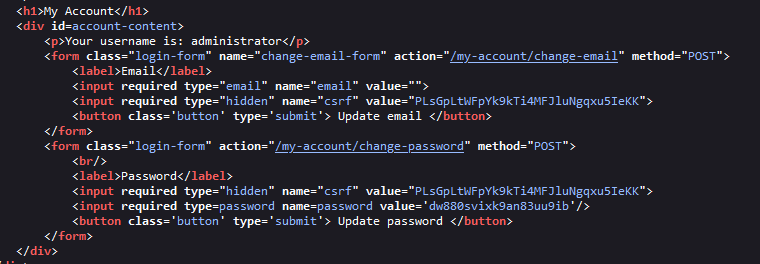 <h1>My Account</h1>
<div id=account-content>
<p>Your username is: administrator</p>
<form class="login-form" name="change-email-form" action="/my-account/change-email" method="POST">
<label>Email</label>
<input required type="email" name="email" value="">
<input required type="hidden" name="csrf" value="PLsGpLtWFpYk9kTi4MFJluNgqxu5IeKK">
<button class='button' type='submit'> Update email </button>
</form>
<form class="login-form" action="/my-account/change-password" method="POST">
<br/>
<label>Password</label>
<input required type="hidden" name="csrf" value="PLsGpLtWFpYk9kTi4MFJluNgqxu5IeKK">
<input required type=password name=password value='dw880svixk9an83uu9ib'/>
<button class='button' type='submit'> Update password </button>
</form>
</div>